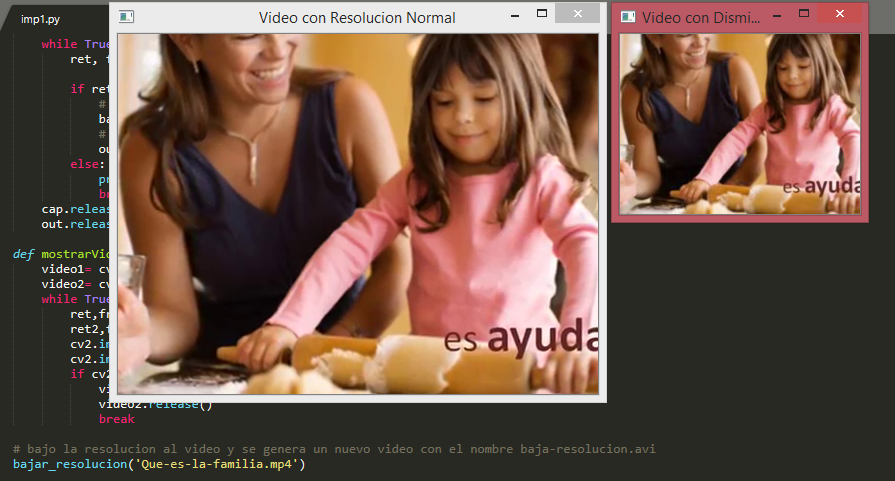 imp1.py
Video con Resolucion Normal
Video con Dismi...
while True
ret, f
if ret
#
ba
#
ou
else:
pr
br
cap.releas
out.releas
def mostrarVid
video1= cv
video2= cv
while True
ret,fr
ret2,f
cv2.im
cv2.im
if cv2
vi
video2.release()
break
# bajo la resolucion al video y se genera un nuevo video con el nombre baja-resolucion.avi
bajar_resolucion('Que-es-la-familia.mp4')
es ayuda
es ayuda